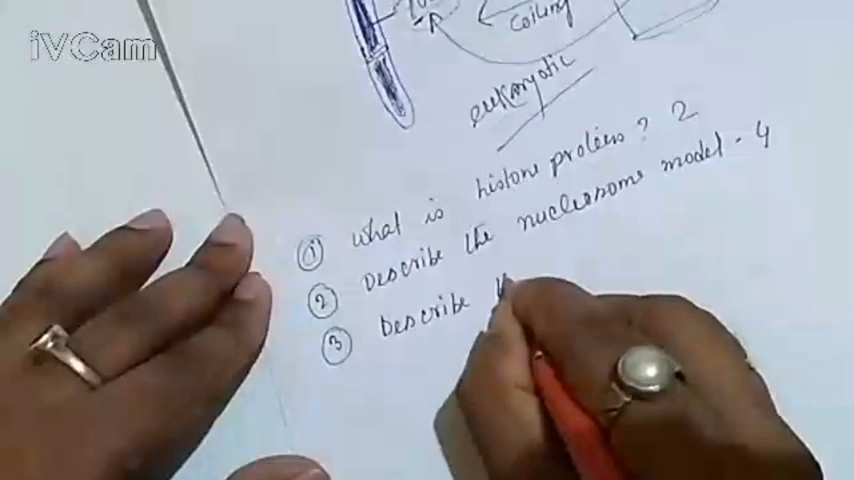 iVCam
Coiling
eukaryotic
① what is histone proteins? 2
② Describe the nucleosome model - 4
③ Describe